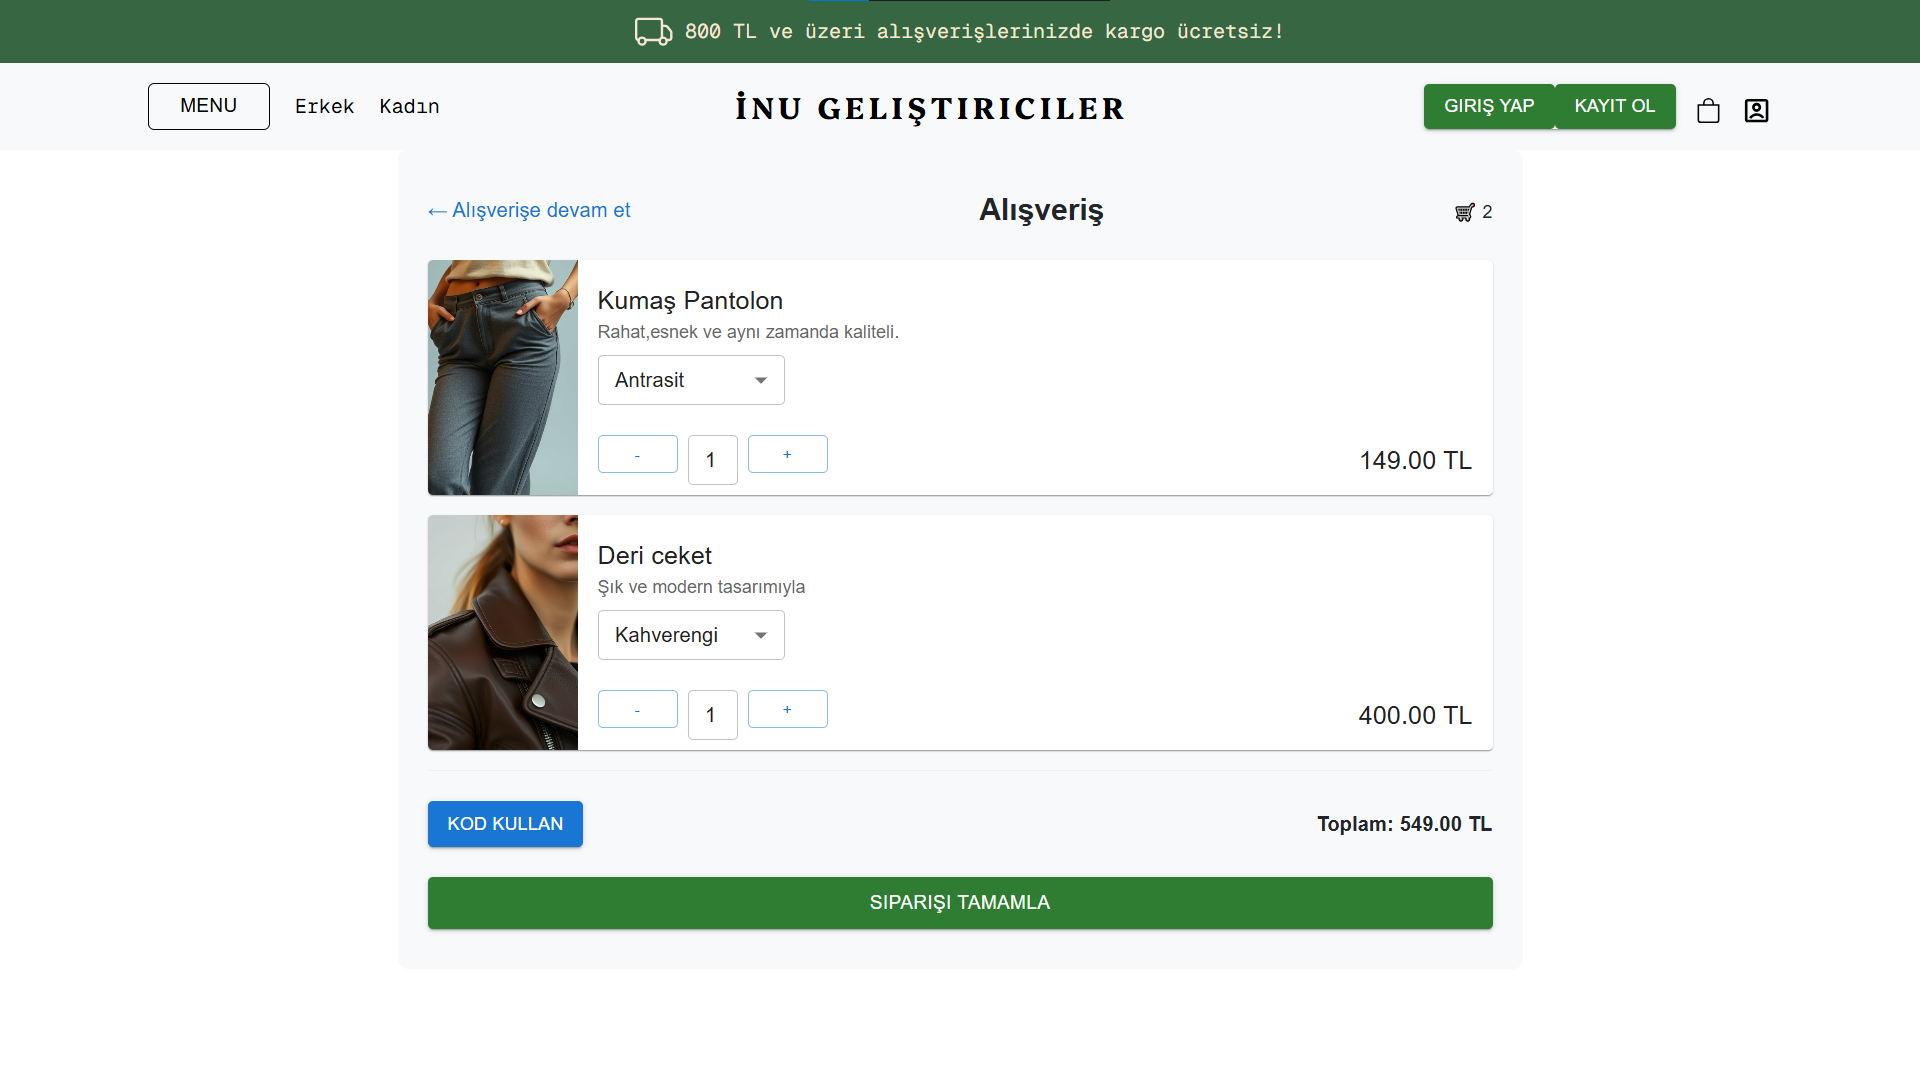 800 TL ve üzeri alışverişlerinizde kargo ücretsiz!
MENU
Erkek
Kadın
İNU GELIŞTIRICILER
GIRIŞ YAP
KAYIT OL
← Alışverişe devam et
Alışveriş
2
Kumaş Pantolon
Rahat,esnek ve aynı zamanda kaliteli.
Antrasit
- 1 +
149.00 TL
Deri ceket
Şık ve modern tasarımıyla
Kahverengi
- 1 +
400.00 TL
KOD KULLAN
Toplam: 549.00 TL
SIPARIŞI TAMAMLA